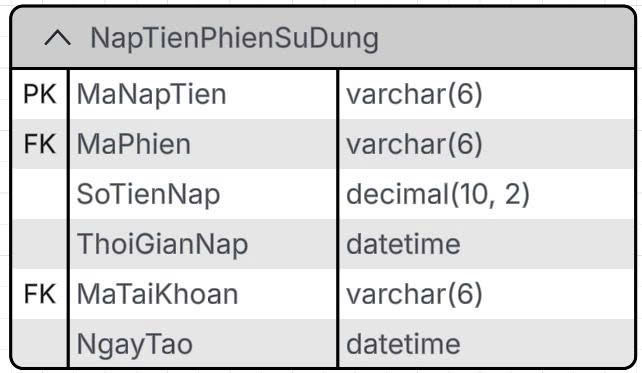 NapTienPhienSuDung
PK MaNapTien varchar(6)
FK MaPhien varchar(6)
SoTienNap decimal(10, 2)
ThoiGianNap datetime
FK MaTaiKhoan varchar(6)
NgayTao datetime